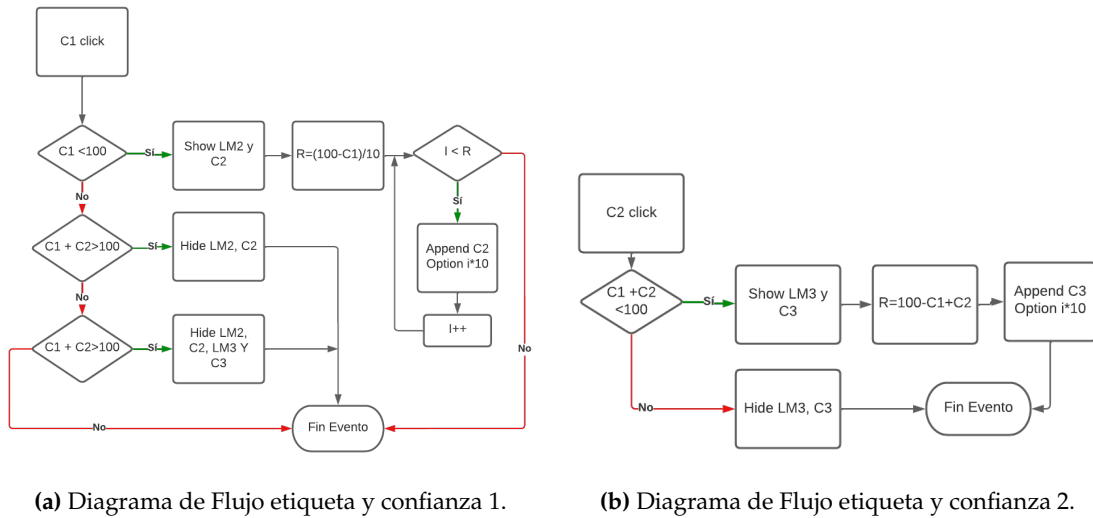 C1 click
C1 <100
Sí
Show LM2 y
C2
R=(100-C1)/10
I < R
No
Sí
No
C1 + C2>100
Sí
Hide LM2, C2
Append C2
Option i*10
I++
No
C1 + C2>100
Sí
Hide LM2,
C2, LM3 Y
C3
No
Fin Evento
(a) Diagrama de Flujo etiqueta y confianza 1.
C2 click
C1 +C2
<100
Sí
Show LM3 y
C3
R=100-C1+C2
Append C3
Option i*10
No
Hide LM3, C3
Fin Evento
(b) Diagrama de Flujo etiqueta y confianza 2.